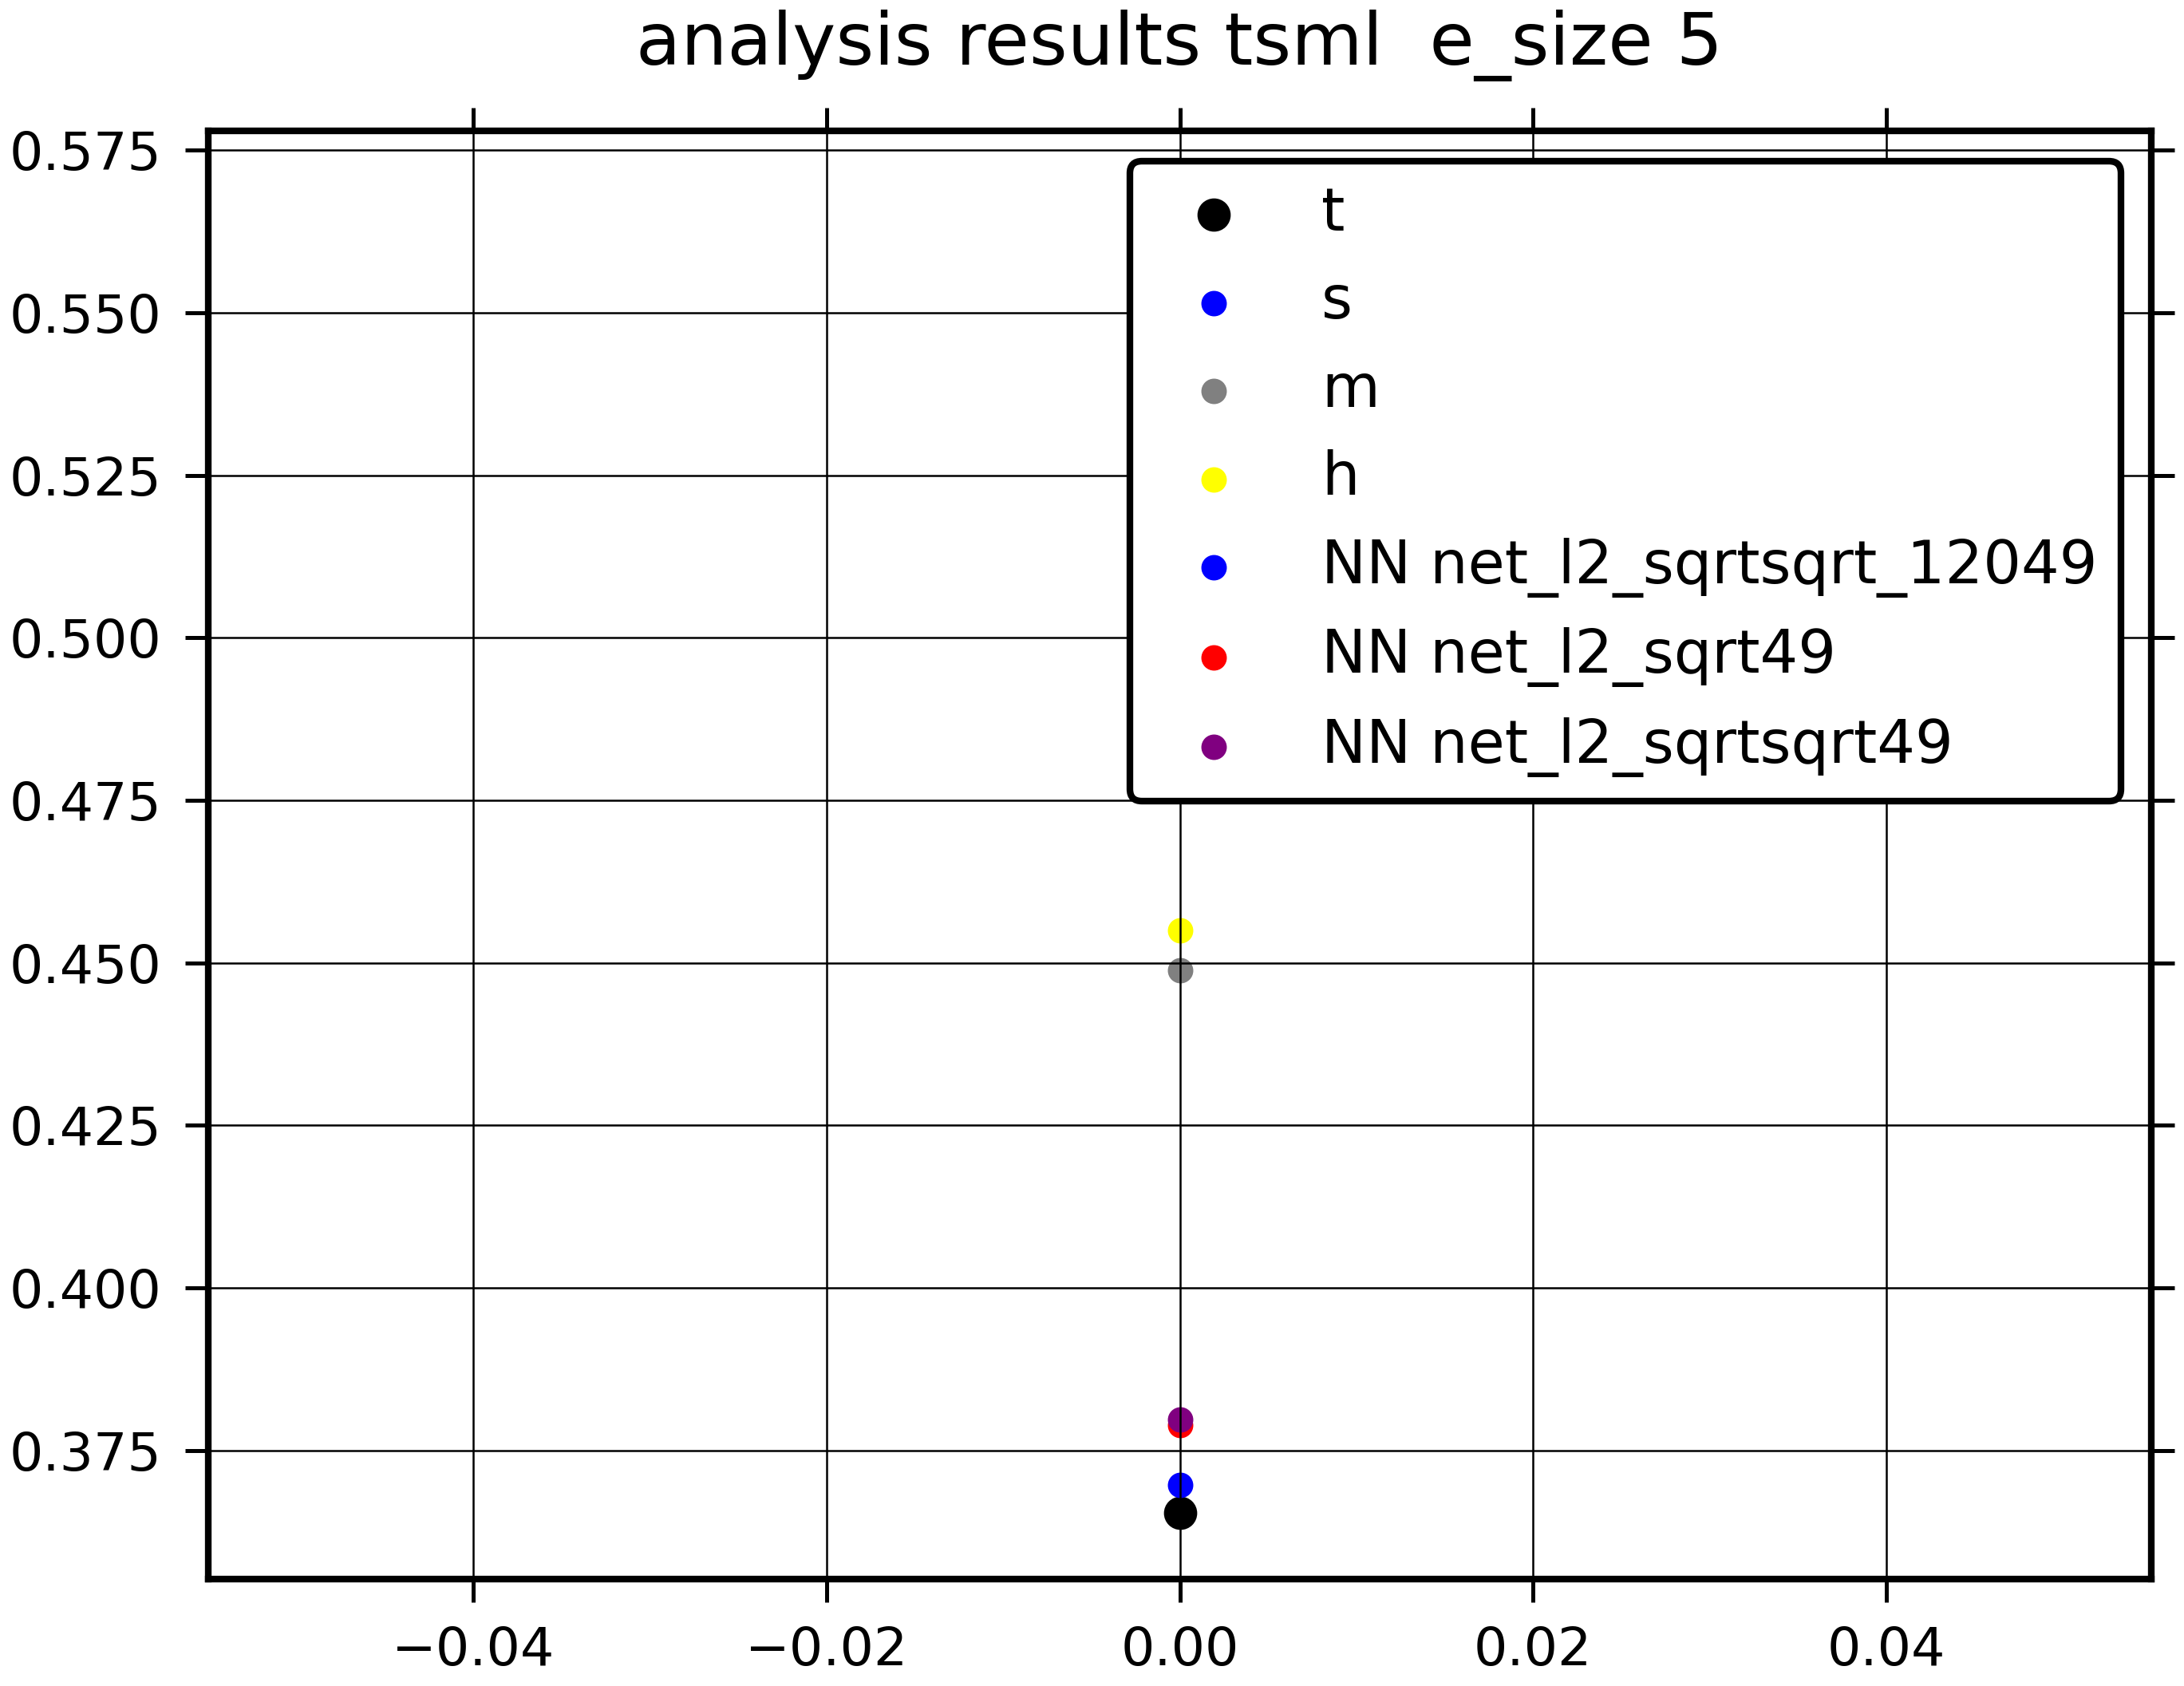 analysis results tsml  e_size 5
0.575
0.550
0.525
0.500
0.475
0.450
0.425
0.400
0.375
t
s
m
h
NN net_l2_sqrtsqrt_12049
NN net_l2_sqrt49
NN net_l2_sqrtsqrt49
−0.04
−0.02
0.00
0.02
0.04